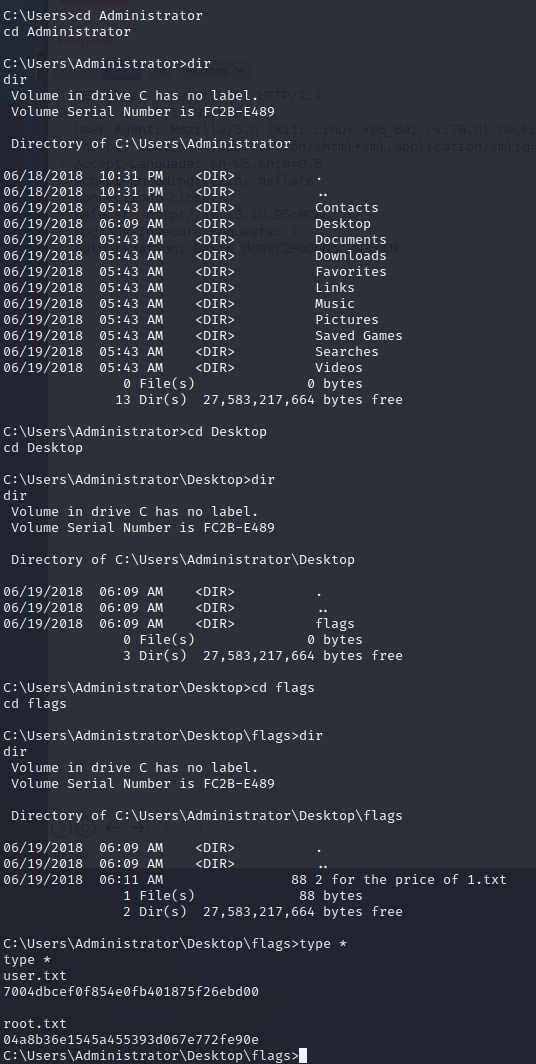 C:\Users>cd Administrator
cd Administrator

C:\Users\Administrator>dir
dir
 Volume in drive C has no label.
 Volume Serial Number is FC2B-E489

 Directory of C:\Users\Administrator

06/18/2018  10:31 PM    <DIR>          .
06/18/2018  10:31 PM    <DIR>          ..
06/19/2018  05:43 AM    <DIR>          Contacts
06/19/2018  06:09 AM    <DIR>          Desktop
06/19/2018  05:43 AM    <DIR>          Documents
06/19/2018  05:43 AM    <DIR>          Downloads
06/19/2018  05:43 AM    <DIR>          Favorites
06/19/2018  05:43 AM    <DIR>          Links
06/19/2018  05:43 AM    <DIR>          Music
06/19/2018  05:43 AM    <DIR>          Pictures
06/19/2018  05:43 AM    <DIR>          Saved Games
06/19/2018  05:43 AM    <DIR>          Searches
06/19/2018  05:43 AM    <DIR>          Videos
               0 File(s)              0 bytes
              13 Dir(s)  27,583,217,664 bytes free

C:\Users\Administrator>cd Desktop
cd Desktop

C:\Users\Administrator\Desktop>dir
dir
 Volume in drive C has no label.
 Volume Serial Number is FC2B-E489

 Directory of C:\Users\Administrator\Desktop

06/19/2018  06:09 AM    <DIR>          .
06/19/2018  06:09 AM    <DIR>          ..
06/19/2018  06:09 AM    <DIR>          flags
               0 File(s)              0 bytes
               3 Dir(s)  27,583,217,664 bytes free

C:\Users\Administrator\Desktop>cd flags
cd flags

C:\Users\Administrator\Desktop\flags>dir
dir
 Volume in drive C has no label.
 Volume Serial Number is FC2B-E489

 Directory of C:\Users\Administrator\Desktop\flags

06/19/2018  06:09 AM    <DIR>          .
06/19/2018  06:09 AM    <DIR>          ..
06/19/2018  06:11 AM                88 2 for the price of 1.txt
               1 File(s)             88 bytes
               2 Dir(s)  27,583,217,664 bytes free

C:\Users\Administrator\Desktop\flags>type *
type *
user.txt
7004dbcef0f854e0fb401875f26ebd00

root.txt
04a8b36e1545a455393d067e772fe90e
C:\Users\Administrator\Desktop\flags>